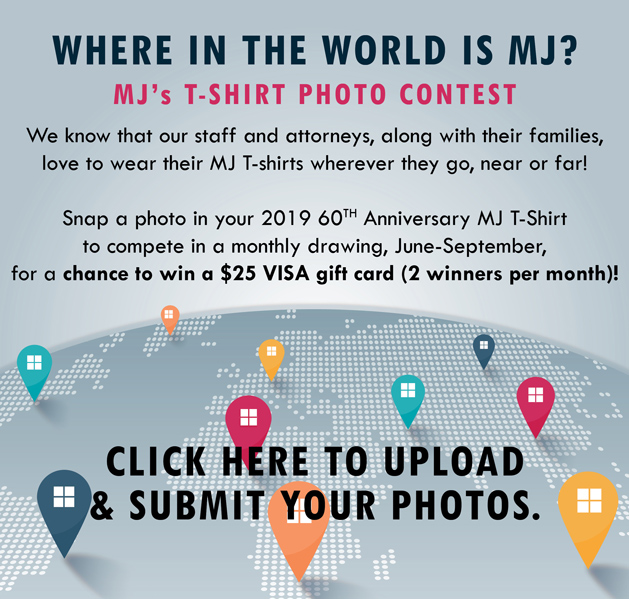 WHERE IN THE WORLD IS MJ?
MJ's T-SHIRT PHOTO CONTEST
We know that our staff and attorneys, along with their families,
love to wear their MJ T-shirts wherever they go, near or far!
Snap a photo in your 2019 60TH Anniversary MJ T-Shirt
to compete in a monthly drawing, June-September,
for a chance to win a $25 VISA gift card (2 winners per month)!
CLICK HERE TO UPLOAD
& SUBMIT YOUR PHOTOS.